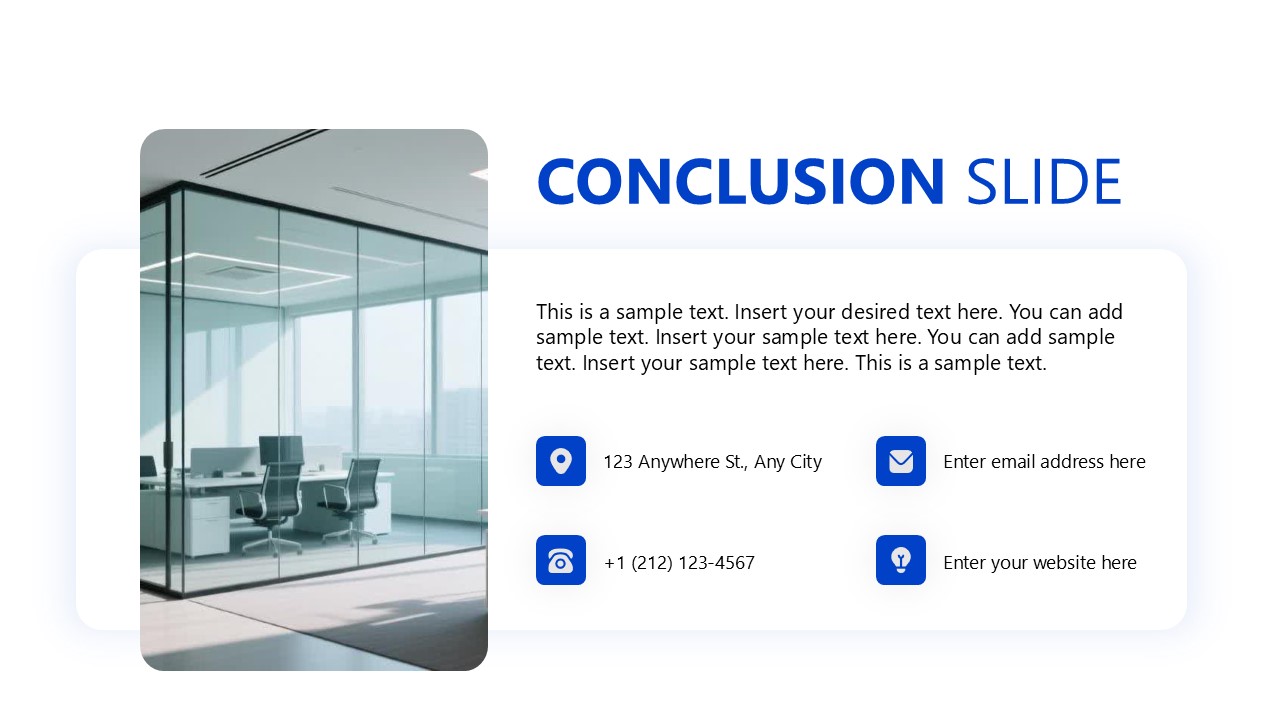 CONCLUSION SLIDE
This is a sample text. Insert your desired text here. You can add
sample text. Insert your sample text here. You can add sample
text. Insert your sample text here. This is a sample text.
123 Anywhere St., Any City
Enter email address here
+1 (212) 123-4567
Enter your website here